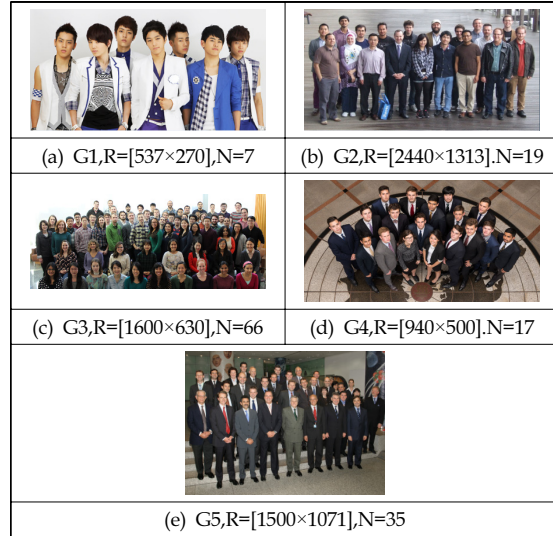 (a) G1,R=[537×270],N=7
(b) G2,R=[2440×1313].N=19
(c) G3,R=[1600×630],N=66
(d) G4,R=[940×500].N=17
(e) G5,R=[1500×1071],N=35